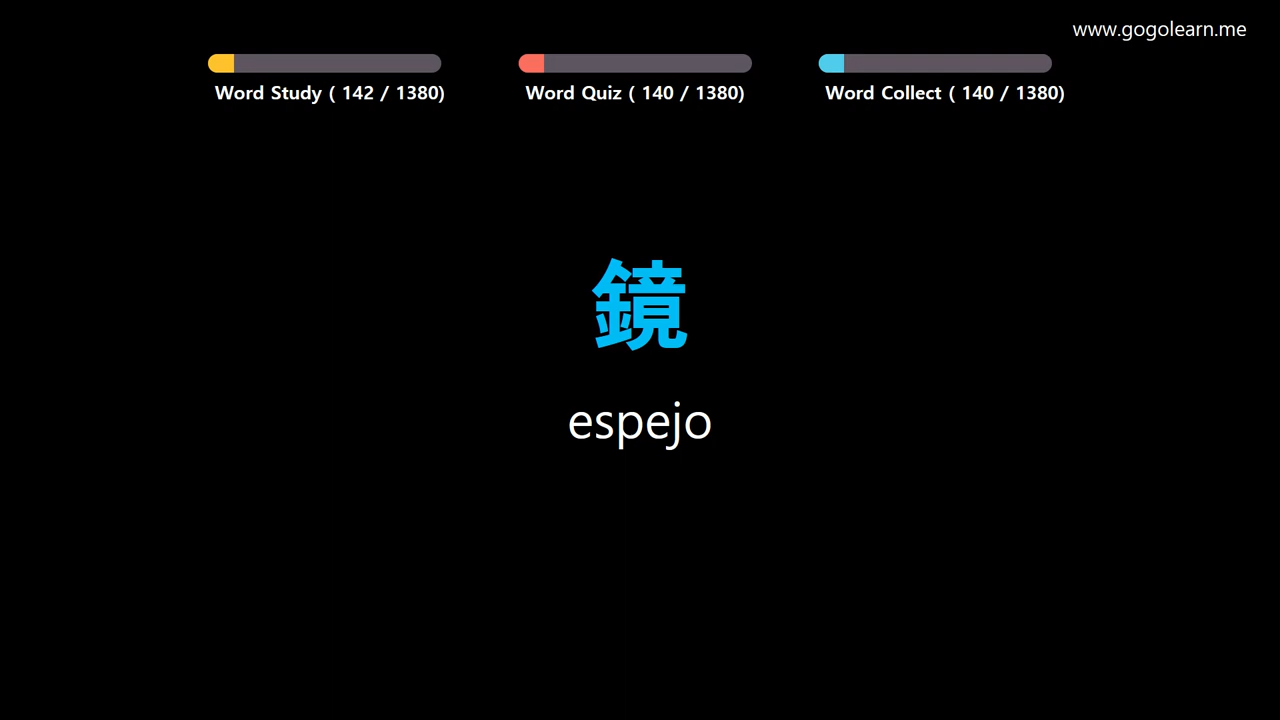 www.gogolearn.me
Word Study ( 142 / 1380)
Word Quiz ( 140 / 1380)
Word Collect ( 140 / 1380)
鏡
espejo